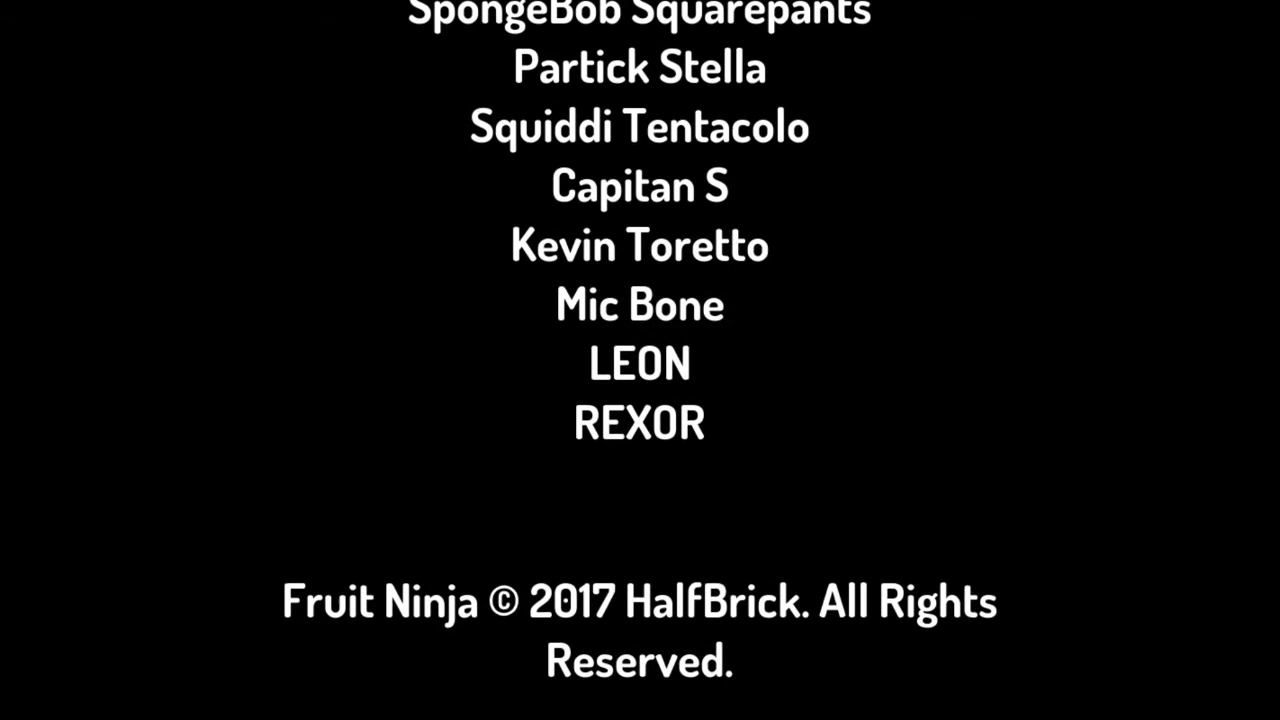 SpongeBob Squarepants
Partick Stella
Squiddi Tentacolo
Capitan S
Kevin Toretto
Mic Bone
LEON
REXOR
Fruit Ninja © 2017 HalfBrick. All Rights
Reserved.